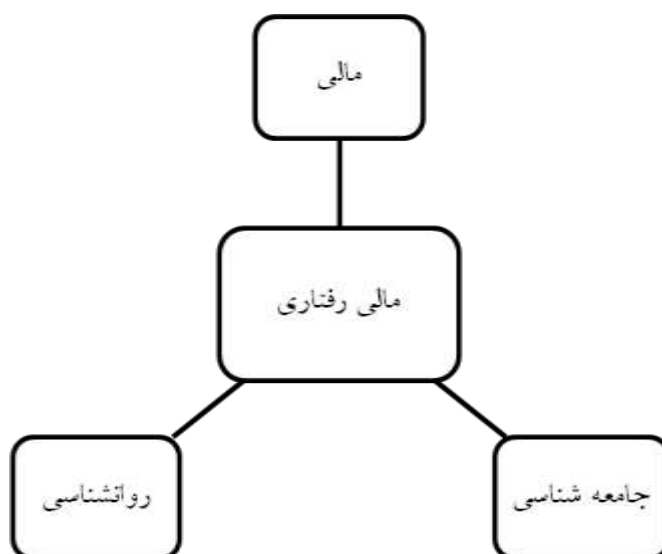 مالی
مالی رفتاری
جامعه شناسی
روانشناسی